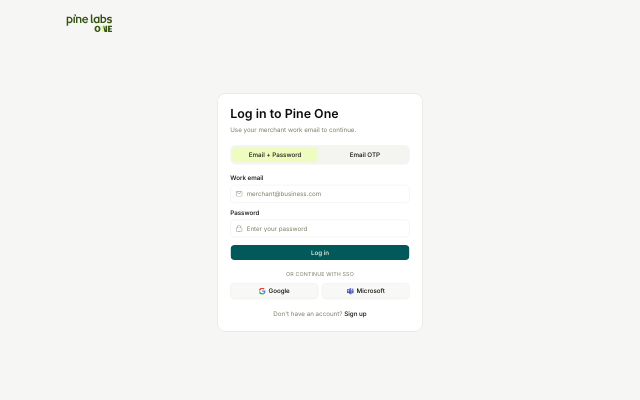 pine labs
ONE
Log in to Pine One
Use your merchant work email to continue.
Email + Password
Email OTP
Work email
merchant@business.com
Password
Enter your password
Log in
OR CONTINUE WITH SSO
Google
Microsoft
Don't have an account? Sign up